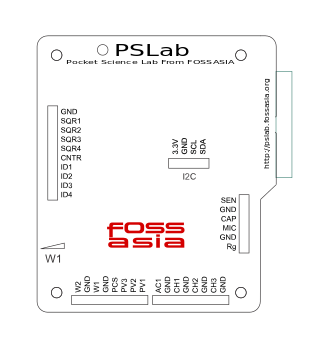 PSLab
Pocket Science Lab From FOSSASIA
http://pslab.fossasia.org
GND
SQR1
SQR2
SQR3
SQR4
CNTR
ID1
ID2
ID3
ID4
3.3V
GND
SCL
SDA
I2C
SEN
GND
CAP
MIC
GND
Rg
FOSS
asia
W1
W2
GND
W1
GND
PCS
PV3
PV2
PV1
AC1
GND
CH1
GND
CH2
GND
CH3
GND